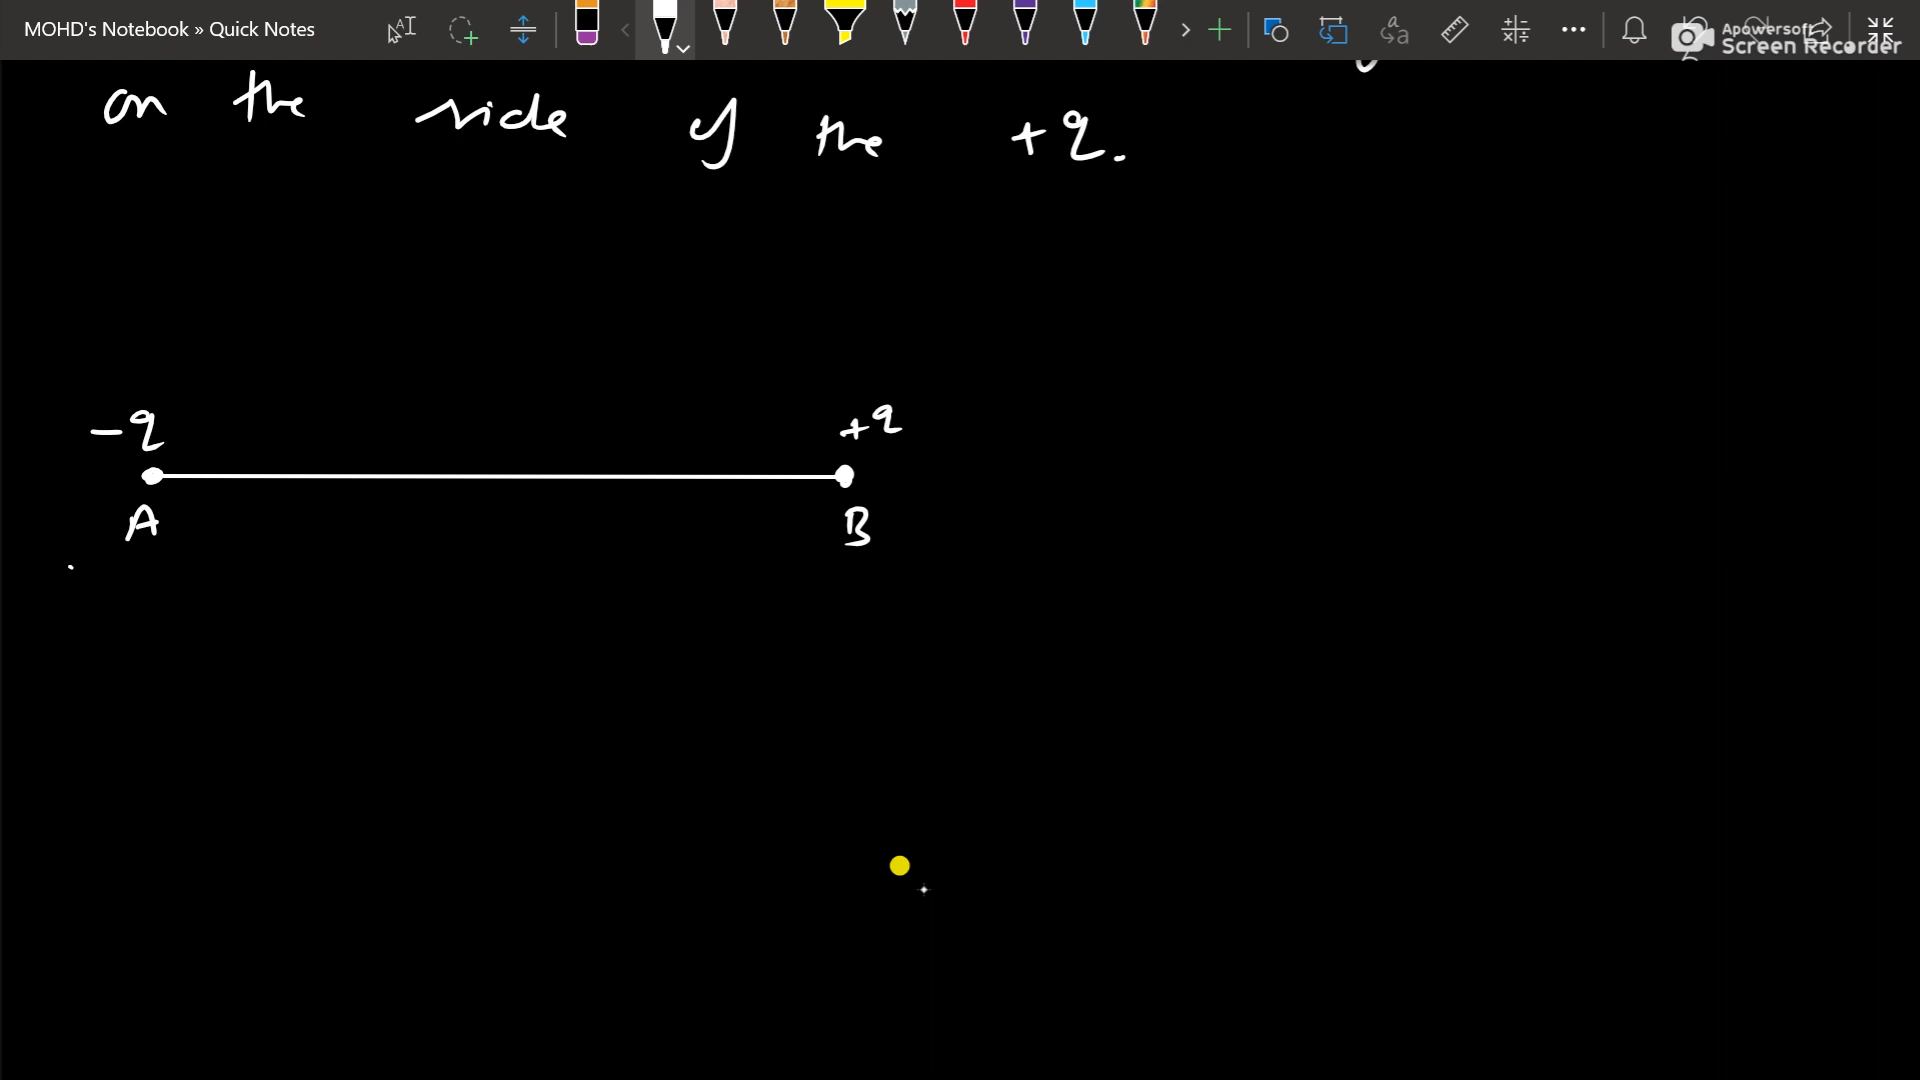 MOHD's Notebook » Quick Notes
Apowersoft
Screen Recorder
on the side of the +q.
-q +q
A B